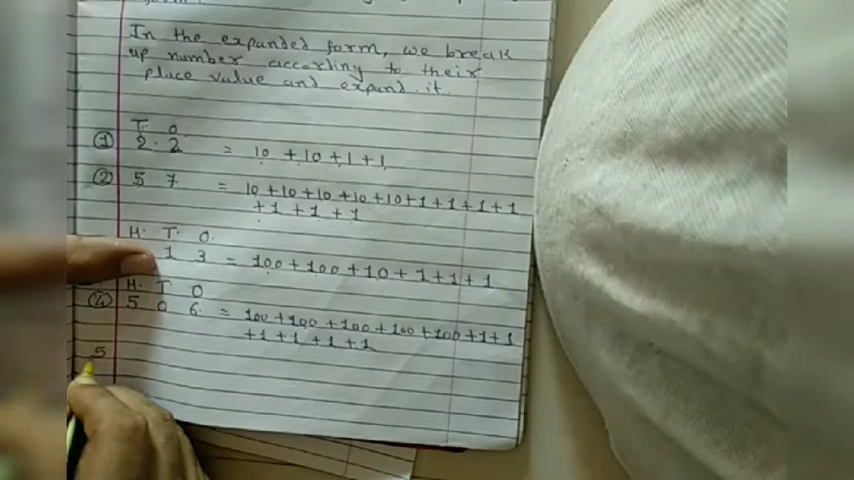 In the expanded form, we break
up number according to their
place value and expand it.
T. O
① 2. 2 = 10 + 10 + 1 + 1
② 5 7 = 10 + 10 + 10 + 10 + 10 + 1 + 1 + 1 + 1
+ 1 + 1 + 1
H. T. O.
1 3 = 100 + 100 + 10 + 1 + 1 + 1
H. T. O
④ 5 0 6. = 100 + 100 + 100 + 100 + 100 + 1 + 1
+ 1 + 1 + 1 + 1
5